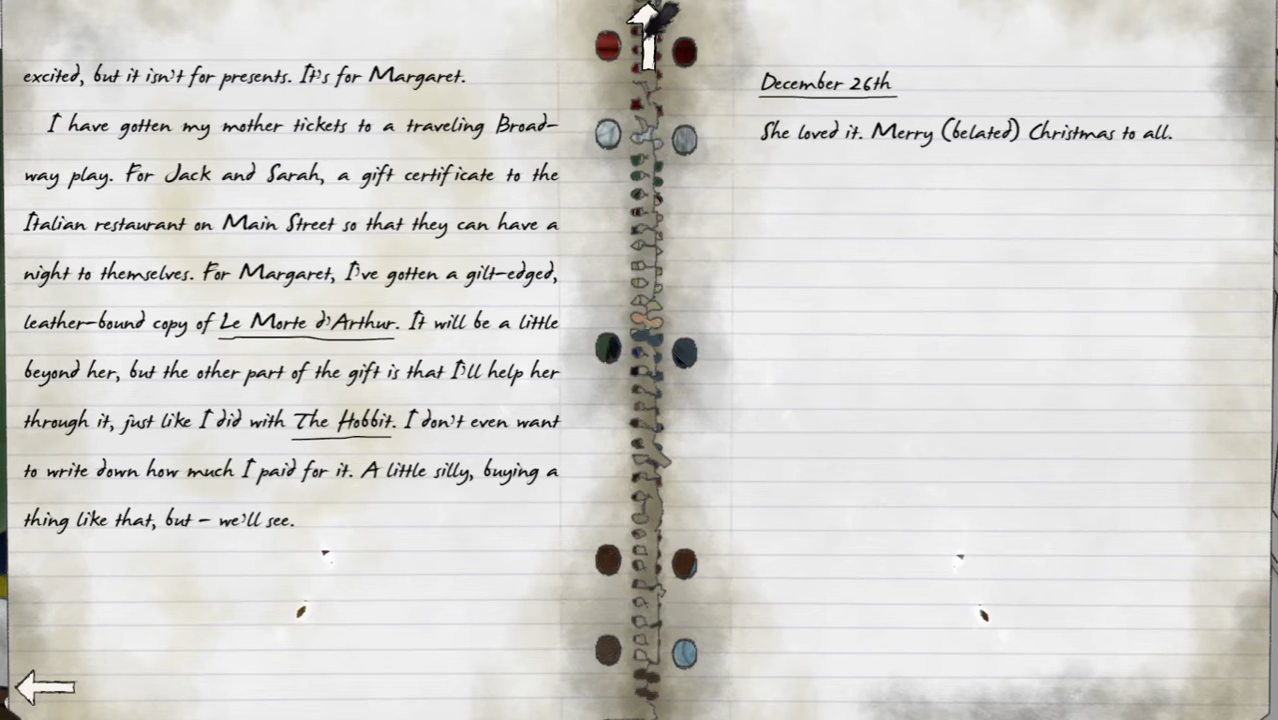 excited, but it isn't for presents. It's for Margaret.
I have gotten my mother tickets to a traveling Broad-
way play. For Jack and Sarah, a gift certificate to the
Italian restaurant on Main Street so that they can have a
night to themselves. For Margaret, I've gotten a gilt-edged,
leather-bound copy of Le Morte d'Arthur. It will be a little
beyond her, but the other part of the gift is that I'll help her
through it, just like I did with The Hobbit. I don't even want
to write down how much I paid for it. A little silly, buying a
thing like that, but – we'll see.
December 26th
She loved it. Merry (belated) Christmas to all.